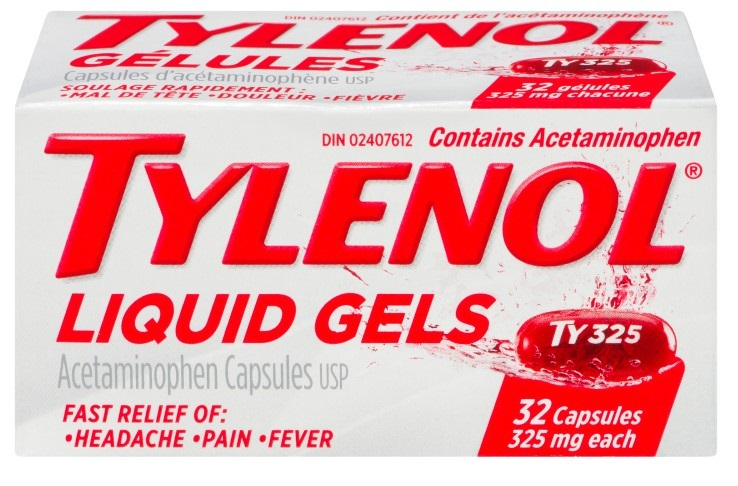 DIN 02407612 Contient de l'acétaminophène
TYLENOL®
GÉLULES
Capsules d'acétaminophène USP
SOULAGE RAPIDEMENT :
•MAL DE TÊTE •DOULEUR •FIÈVRE
TY 325
32 gélules
325 mg chacune
DIN 02407612 Contains Acetaminophen
TYLENOL®
LIQUID GELS
Acetaminophen Capsules USP
FAST RELIEF OF:
•HEADACHE •PAIN •FEVER
TY 325
32 Capsules
325 mg each